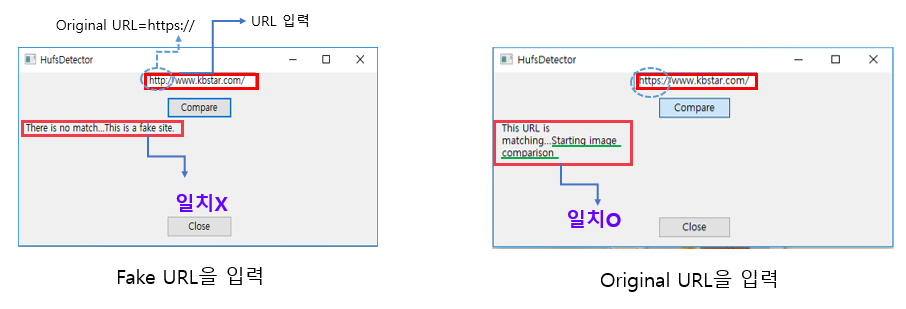 Original URL=https://
URL 입력
HufsDetector
http://www.kbstar.com/
Compare
There is no match...This is a fake site.
일치X
Close
Fake URL을 입력
HufsDetector
https://www.kbstar.com/
Compare
This URL is
matching...Starting image
comparison
일치O
Close
Original URL을 입력